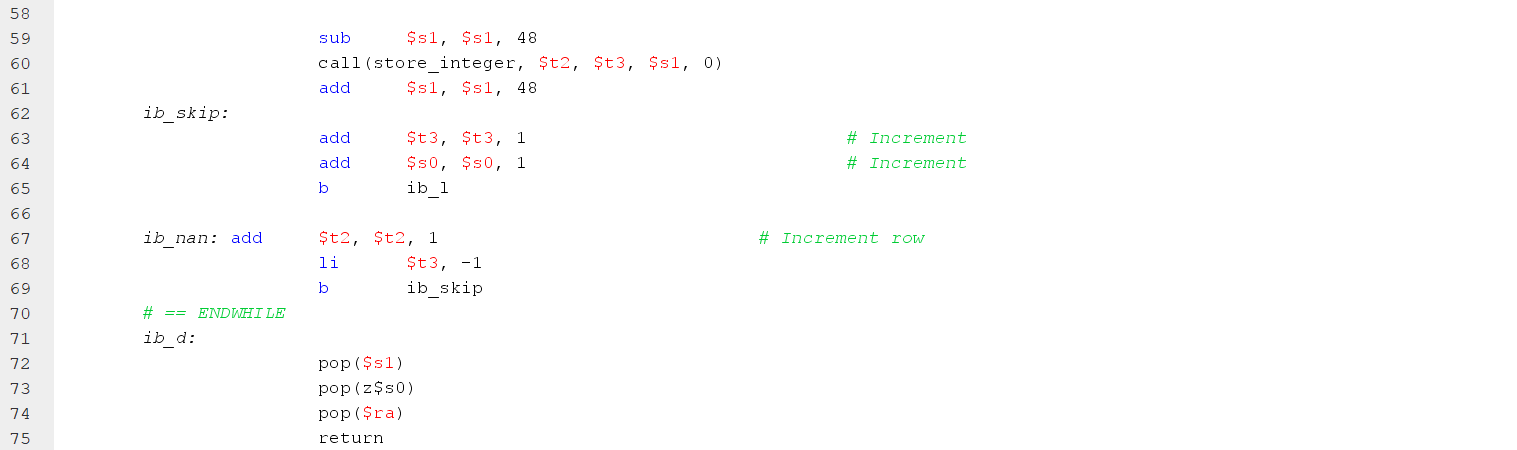 58
59 sub $s1, $s1, 48
60 call(store_integer, $t2, $t3, $s1, 0)
61 add $s1, $s1, 48
62 ib_skip:
63 add $t3, $t3, 1 # Increment
64 add $s0, $s0, 1 # Increment
65 b ib_l
66
67 ib_nan: add $t2, $t2, 1 # Increment row
68 li $t3, -1
69 b ib_skip
70 # == ENDWHILE
71 ib_d:
72 pop($s1)
73 pop(z$s0)
74 pop($ra)
75 return